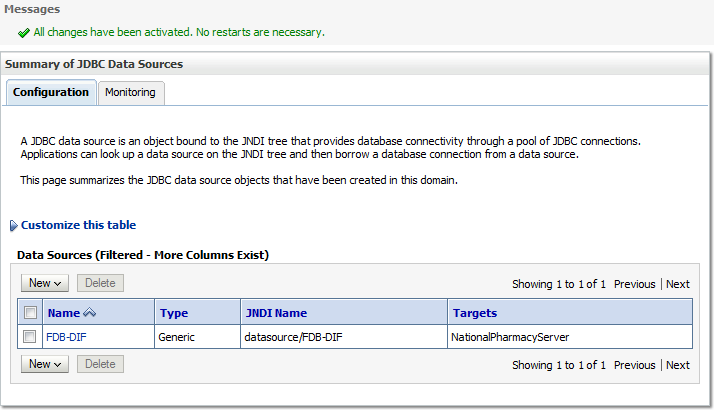 Messages
All changes have been activated. No restarts are necessary.
Summary of JDBC Data Sources
Configuration Monitoring
A JDBC data source is an object bound to the JNDI tree that provides database connectivity through a pool of JDBC connections.
Applications can look up a data source on the JNDI tree and then borrow a database connection from a data source.
This page summarizes the JDBC data source objects that have been created in this domain.
Customize this table
Data Sources (Filtered - More Columns Exist)
New Delete Showing 1 to 1 of 1 Previous | Next
Name Type JNDI Name Targets
FDB-DIF Generic datasource/FDB-DIF NationalPharmacyServer
New Delete Showing 1 to 1 of 1 Previous | Next